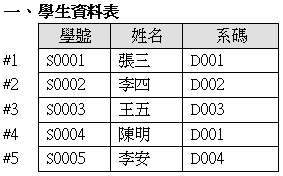 一、學生資料表
學號 姓名 系碼
#1 S0001 張三 D001
#2 S0002 李四 D002
#3 S0003 王五 D003
#4 S0004 陳明 D001
#5 S0005 李安 D004